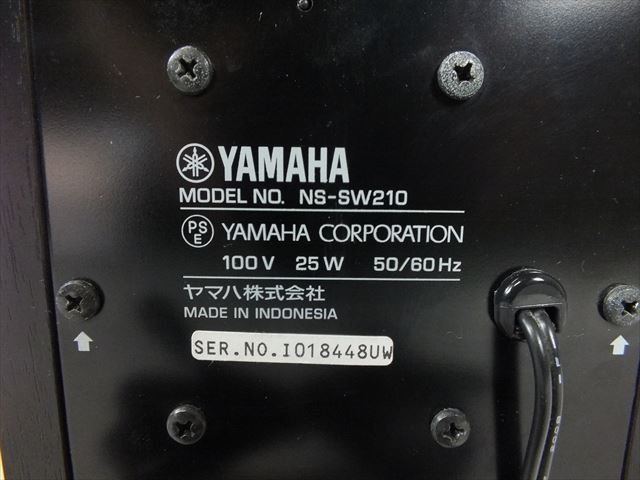 YAMAHA
MODEL NO. NS-SW210
PS E YAMAHA CORPORATION
100V 25W 50/60Hz
ヤマハ株式会社
MADE IN INDONESIA
SER.NO.I018448UW